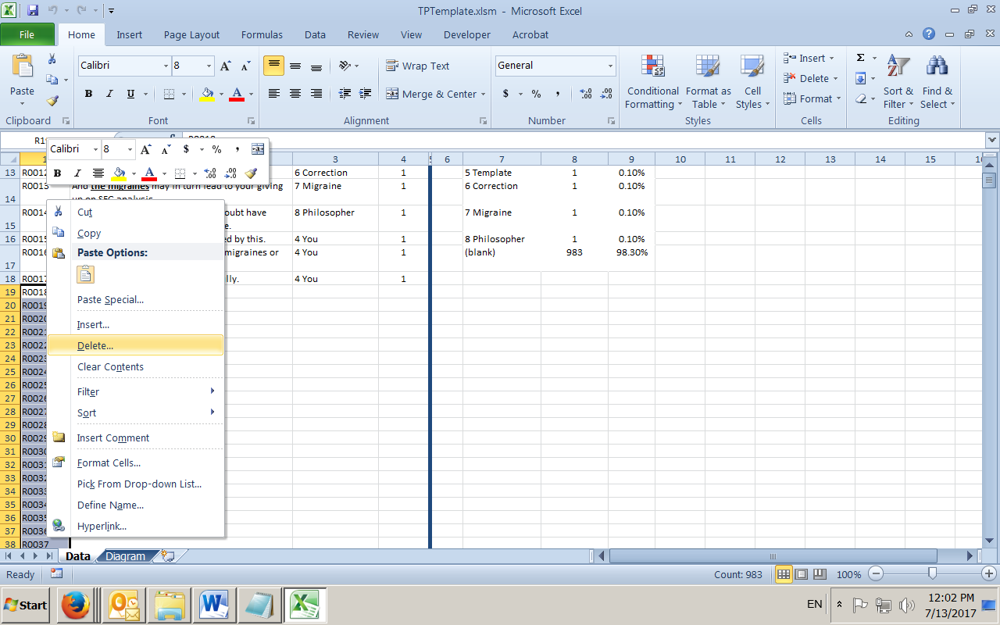 TPTemplate.xlsm - Microsoft Excel
File Home Insert Page Layout Formulas Data Review View Developer Acrobat
Calibri 8 Wrap Text General Insert
Paste Conditional Formatting Format as Table Cell Styles Delete Sort & Filter Find & Select
B I U A Merge & Center $ % , Format
Clipboard Font Alignment Number Styles Cells Editing
Calibri 8 A A $ % ,
B I A
1 3 4 5 6 7 8 9 10 11 12 13 14 15
13 R0012 6 Correction 1 5 Template 1 0.10%
14 R0013 And the migraines may in turn lead to your giving 7 Migraine 1 6 Correction 1 0.10%
up on SFG analysis.
15 R0014 doubt have 8 Philosopher 1 7 Migraine 1 0.10%
16 R0015 ed by this. 4 You 1 8 Philosopher 1 0.10%
17 R0016 migraines or 4 You 1 (blank) 983 98.30%
18 R0017 lly. 4 You 1
19 R0018
20 R0019
21 R0020
22 R0021
23 R0022
24 R0023
25 R0024
26 R0025
27 R0026
28 R0027
29 R0028
30 R0029
31 R0030
32 R0031
33 R0032
34 R0033
35 R0034
36 R0035
37 R0036
38 R0037
Cut
Copy
Paste Options:
Paste Special...
Insert...
Delete...
Clear Contents
Filter
Sort
Insert Comment
Format Cells...
Pick From Drop-down List...
Define Name...
Hyperlink...
Data Diagram
Ready Count: 983 100%
Start EN 12:02 PM
7/13/2017